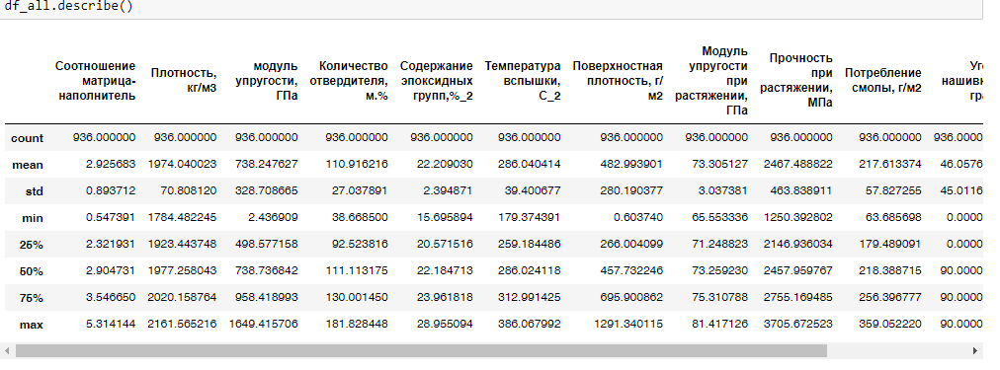 df_all.describe()
Соотношение матрица-наполнитель Плотность, кг/м3 модуль упругости, ГПа Количество отвердителя, м.% Содержание эпоксидных групп,%_2 Температура вспышки, С_2 Поверхностная плотность, г/м2 Модуль упругости при растяжении, ГПа Прочность при растяжении, МПа Потребление смолы, г/м2
count 936.000000 936.000000 936.000000 936.000000 936.000000 936.000000 936.000000 936.000000 936.000000 936.000000 936.0000
mean 2.925683 1974.040023 738.247627 110.916216 22.209030 286.040414 482.993901 73.305127 2467.488822 217.613374 46.0576
std 0.893712 70.808120 328.708665 27.037891 2.394871 39.400677 280.190377 3.037381 463.838911 57.827255 45.0116
min 0.547391 1784.482245 2.436909 38.668500 15.695894 179.374391 0.603740 65.553336 1250.392802 63.685698 0.0000
25% 2.321931 1923.443748 498.577158 92.523816 20.571516 259.184486 266.004099 71.248823 2146.936034 179.489091 0.0000
50% 2.904731 1977.258043 738.736842 111.113175 22.184713 286.024118 457.732246 73.259230 2457.959767 218.388715 90.0000
75% 3.546650 2020.158764 958.418993 130.001450 23.961818 312.991425 695.900862 75.310788 2755.169485 256.396777 90.0000
max 5.314144 2161.565216 1649.415706 181.828448 28.955094 386.067992 1291.340115 81.417126 3705.672523 359.052220 90.0000